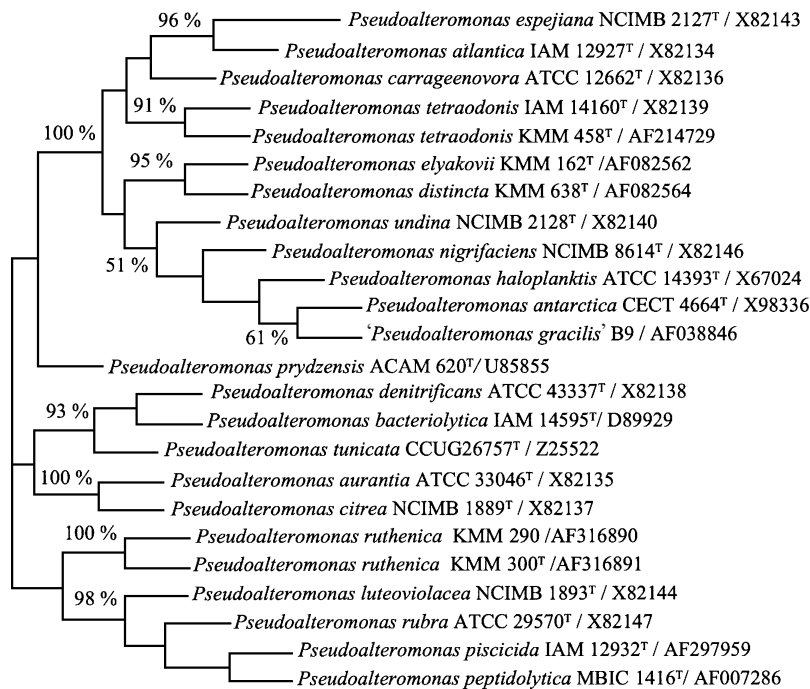 96 %
Pseudoalteromonas espejiana NCIMB 2127ᵀ / X82143
Pseudoalteromonas atlantica IAM 12927ᵀ / X82134
Pseudoalteromonas carrageenovora ATCC 12662ᵀ / X82136
91 %
Pseudoalteromonas tetraodonis IAM 14160ᵀ / X82139
100 %
Pseudoalteromonas tetraodonis KMM 458ᵀ / AF214729
95 %
Pseudoalteromonas elyakovii KMM 162ᵀ /AF082562
Pseudoalteromonas distincta KMM 638ᵀ / AF082564
Pseudoalteromonas undina NCIMB 2128ᵀ / X82140
Pseudoalteromonas nigrifaciens NCIMB 8614ᵀ / X82146
51 %
Pseudoalteromonas haloplanktis ATCC 14393ᵀ / X67024
Pseudoalteromonas antarctica CECT 4664ᵀ / X98336
61 %
‘Pseudoalteromonas gracilis’ B9 / AF038846
Pseudoalteromonas prydzensis ACAM 620ᵀ/ U85855
Pseudoalteromonas denitrificans ATCC 43337ᵀ / X82138
93 %
Pseudoalteromonas bacteriolytica IAM 14595ᵀ/ D89929
Pseudoalteromonas tunicata CCUG26757ᵀ / Z25522
100 %
Pseudoalteromonas aurantia ATCC 33046ᵀ / X82135
Pseudoalteromonas citrea NCIMB 1889ᵀ / X82137
100 %
Pseudoalteromonas ruthenica KMM 290 /AF316890
Pseudoalteromonas ruthenica KMM 300ᵀ /AF316891
98 %
Pseudoalteromonas luteoviolacea NCIMB 1893ᵀ / X82144
Pseudoalteromonas rubra ATCC 29570ᵀ / X82147
Pseudoalteromonas piscicida IAM 12932ᵀ / AF297959
Pseudoalteromonas peptidolytica MBIC 1416ᵀ/ AF007286